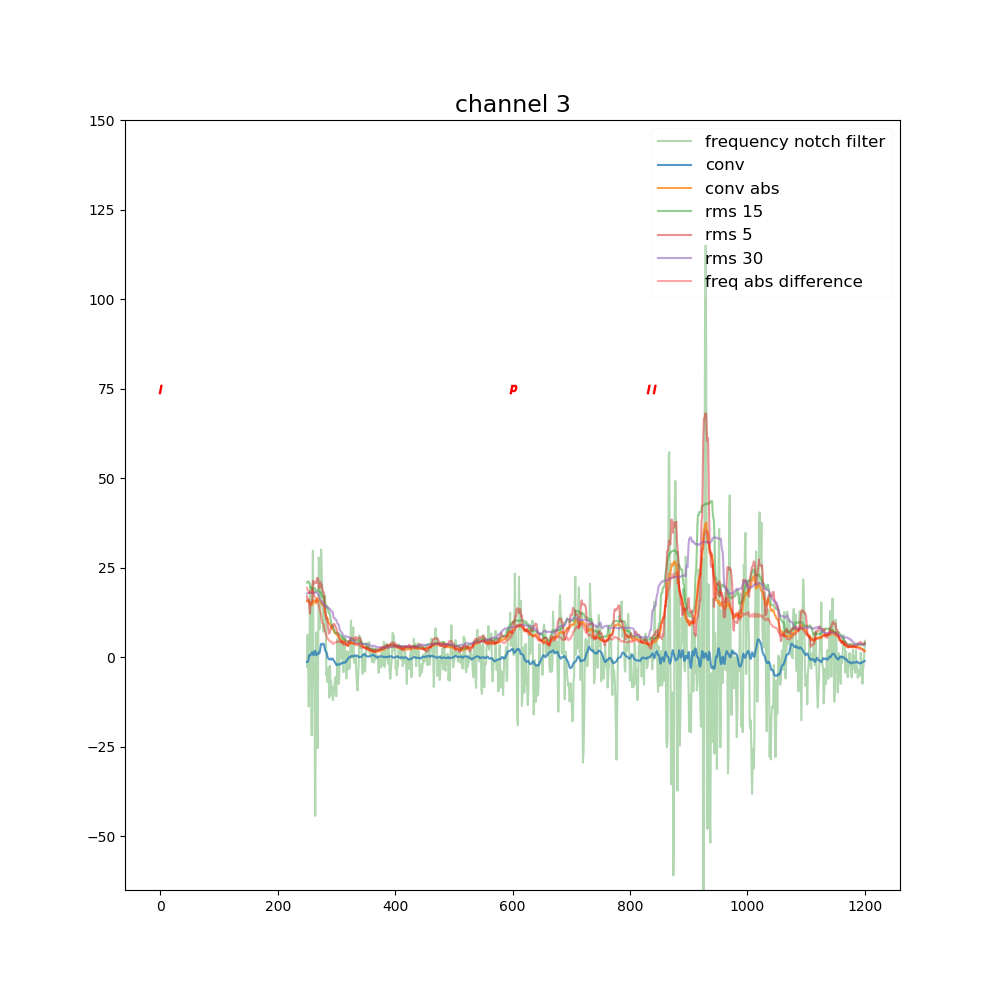 channel 3
150
125
100
75
50
25
0
−25
−50
frequency notch filter
conv
conv abs
rms 15
rms 5
rms 30
freq abs difference
I p I I
0 200 400 600 800 1000 1200